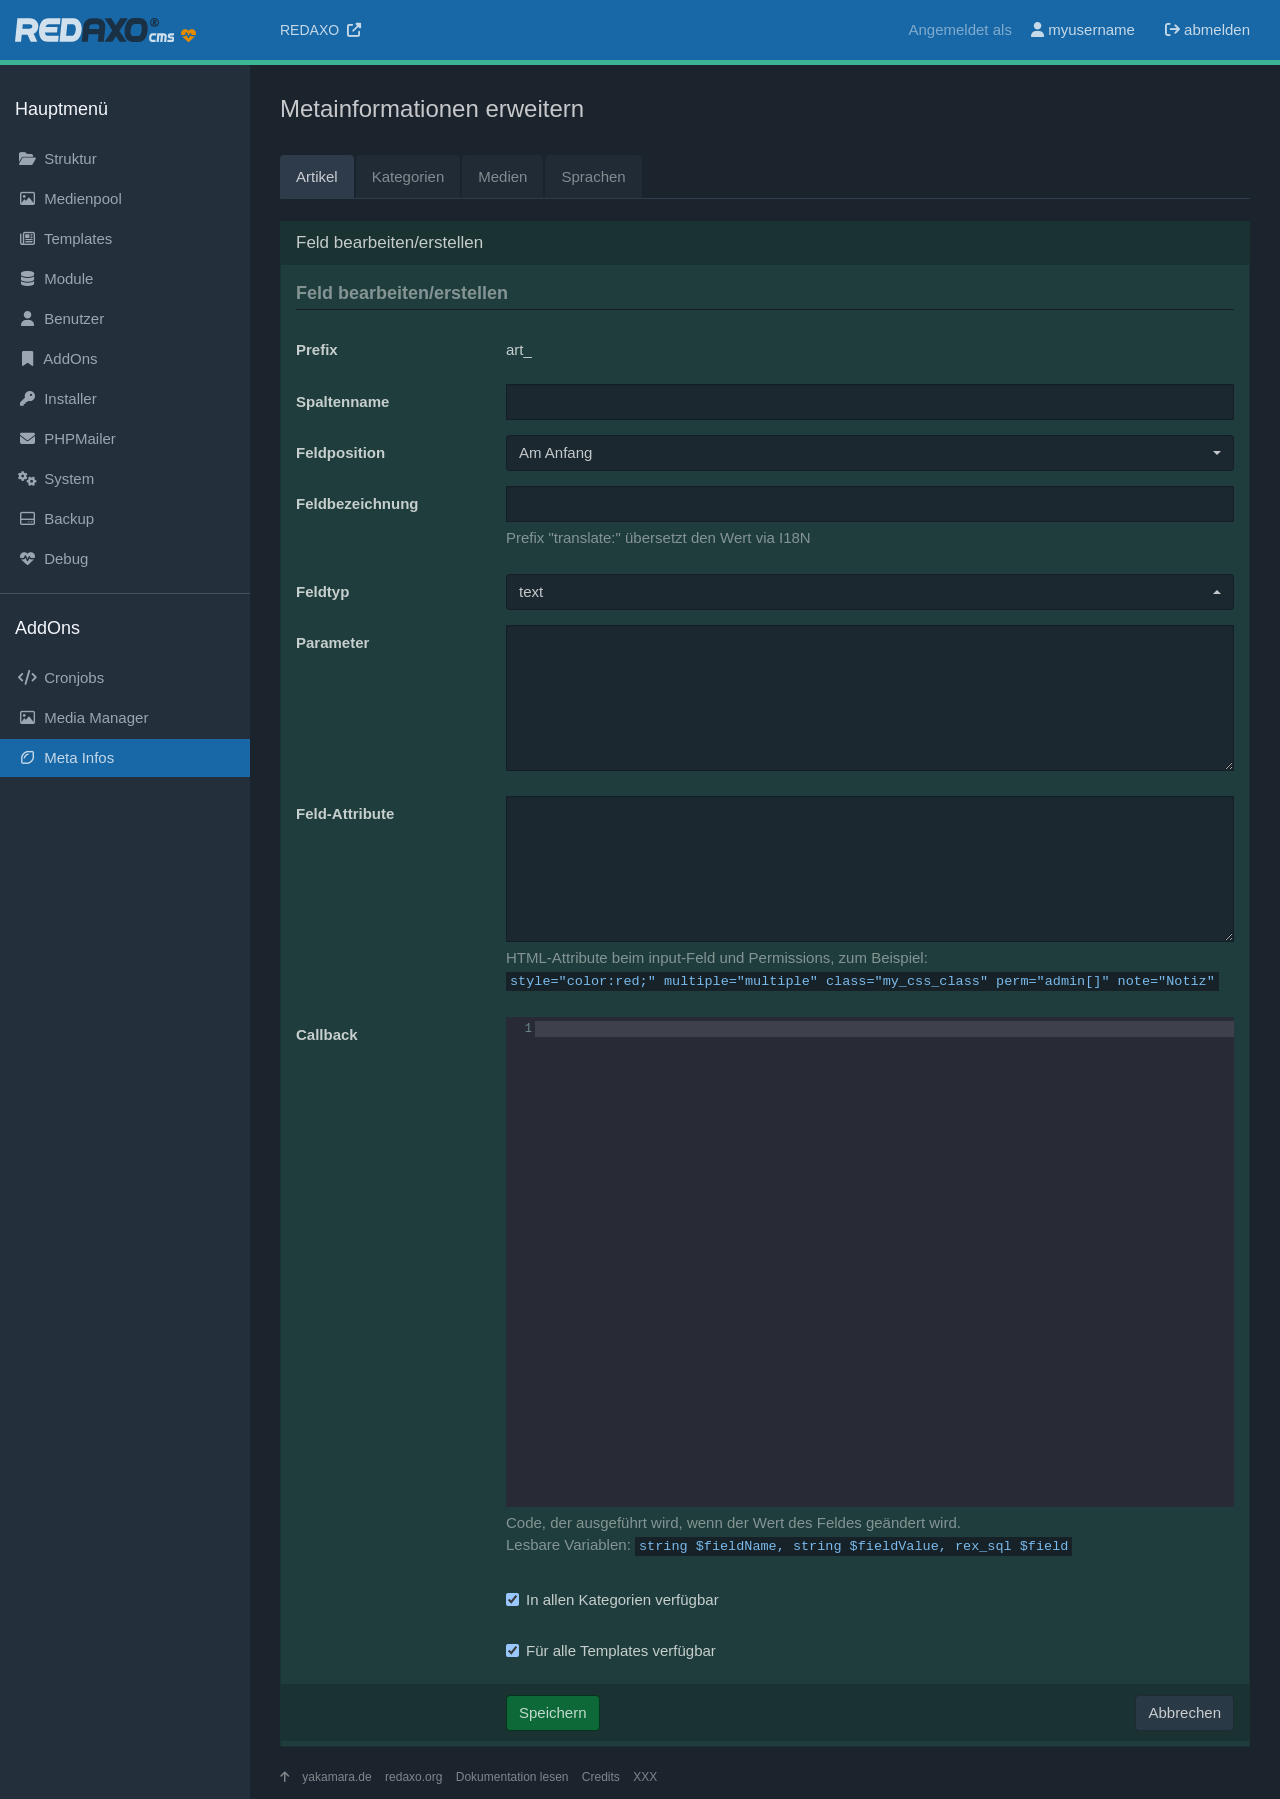 REDAXO® cms
REDAXO
Angemeldet als myusername abmelden
Hauptmenü
Struktur
Medienpool
Templates
Module
Benutzer
AddOns
Installer
PHPMailer
System
Backup
Debug
AddOns
Cronjobs
Media Manager
Meta Infos
Metainformationen erweitern
Artikel Kategorien Medien Sprachen
Feld bearbeiten/erstellen
Feld bearbeiten/erstellen
Prefix art_
Spaltenname
Feldposition Am Anfang
Feldbezeichnung
Prefix "translate:" übersetzt den Wert via I18N
Feldtyp text
Parameter
Feld-Attribute
HTML-Attribute beim input-Feld und Permissions, zum Beispiel:
style="color:red;" multiple="multiple" class="my_css_class" perm="admin[]" note="Notiz"
Callback 1
Code, der ausgeführt wird, wenn der Wert des Feldes geändert wird.
Lesbare Variablen: string $fieldName, string $fieldValue, rex_sql $field
In allen Kategorien verfügbar
Für alle Templates verfügbar
Speichern Abbrechen
yakamara.de redaxo.org Dokumentation lesen Credits XXX